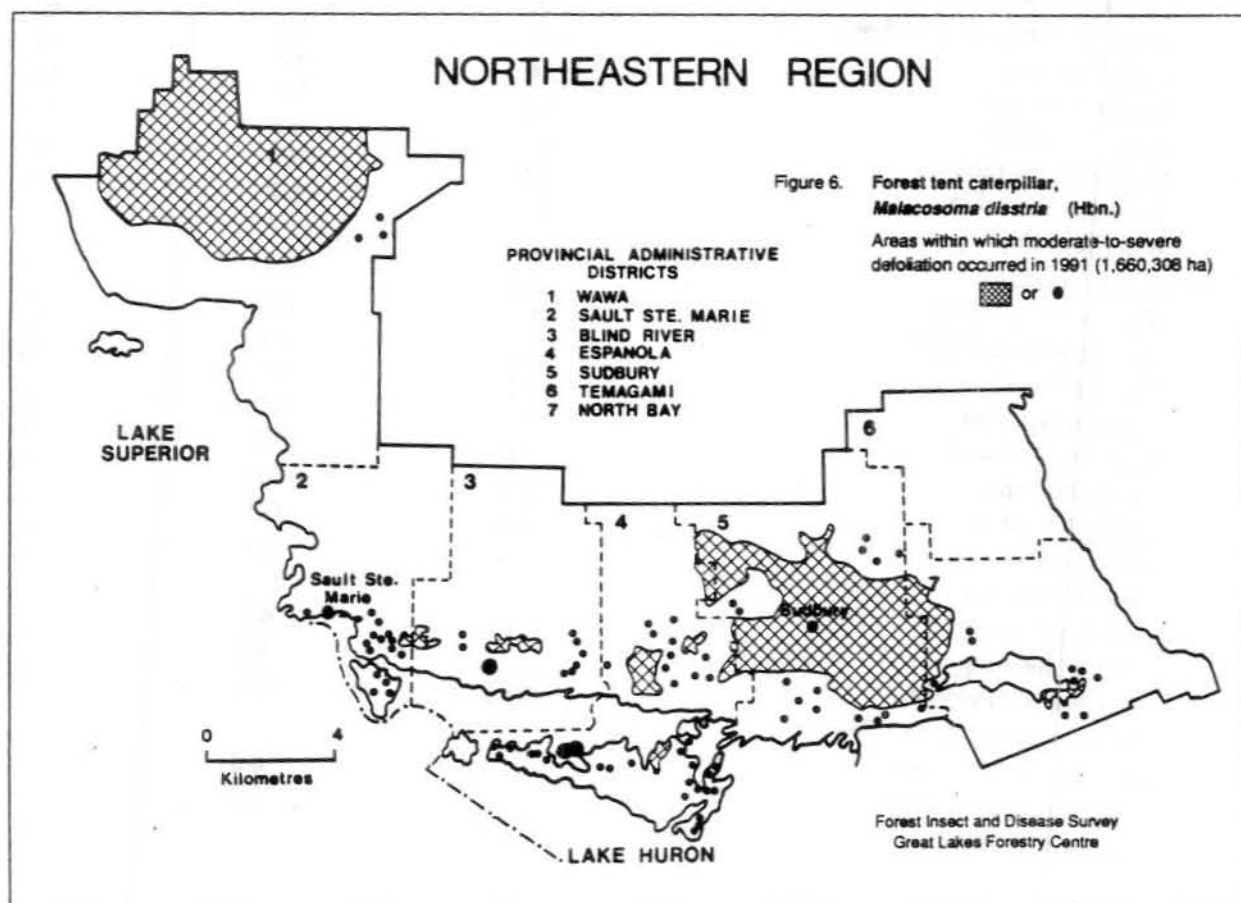 NORTHEASTERN REGION
Figure 6. Forest tent caterpillar,
Malacosoma disstria (Hbn.)
Areas within which moderate-to-severe
defoliation occurred in 1991 (1,660,308 ha)
or
PROVINCIAL ADMINISTRATIVE
DISTRICTS
1 WAWA
2 SAULT STE. MARIE
3 BLIND RIVER
4 ESPANOLA
5 SUDBURY
6 TEMAGAMI
7 NORTH BAY
1
LAKE
SUPERIOR
2
3
4
5
6
7
Sault Ste.
Marie
Sudbury
0 4
Kilometres
LAKE HURON
Forest Insect and Disease Survey
Great Lakes Forestry Centre